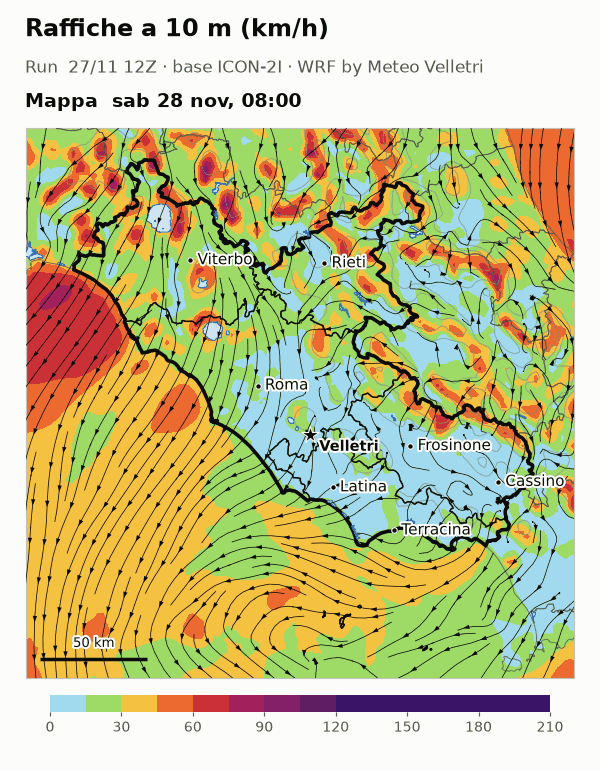 Raffiche a 10 m (km/h)
Run  27/11 12Z · base ICON-2I · WRF by Meteo Velletri
Mappa  sab 28 nov, 08:00
Viterbo
Rieti
Roma
Velletri
Frosinone
Cassino
Latina
Terracina
50 km
0 30 60 90 120 150 180 210